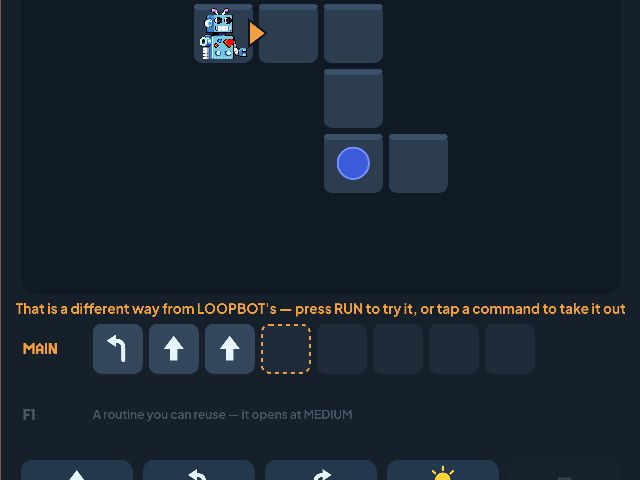 That is a different way from LOOPBOT's — press RUN to try it, or tap a command to take it out
MAIN
F1 A routine you can reuse — it opens at MEDIUM